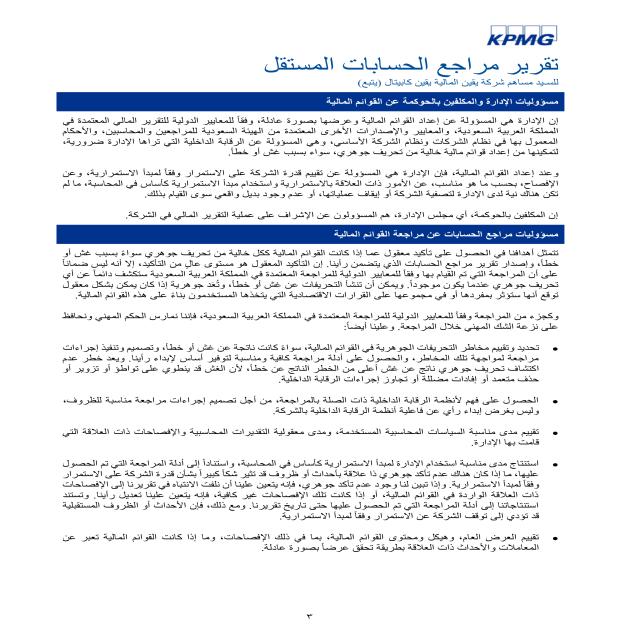 KPMG
تقرير مراجع الحسابات المستقل
للسيد مساهم شركة يقين المالية يقين كابيتال (يتبع)
مسؤوليات الإدارة والمكلفين بالحوكمة عن القوائم المالية
إن الإدارة هي المسؤولة عن إعداد القوائم المالية وعرضها بصورة عادلة، وفقاً للمعايير الدولية للتقرير المالي المعتمدة في
المملكة العربية السعودية، والمعايير والإصدارات الأخرى المعتمدة من الهيئة السعودية للمراجعين والمحاسبين، والأحكام
المعمول بها في نظام الشركات ونظام الشركة الأساسي، وهي المسؤولة عن الرقابة الداخلية التي تراها الإدارة ضرورية،
لتمكينها من إعداد قوائم مالية خالية من تحريف جوهري، سواء بسبب غش أو خطأ.
وعند إعداد القوائم المالية، فإن الإدارة هي المسؤولة عن تقييم قدرة الشركة على الاستمرار وفقاً لمبدأ الاستمرارية، وعن
الإفصاح، بحسب ما هو مناسب، عن الأمور ذات العلاقة بالاستمرارية واستخدام مبدأ الاستمرارية كأساس في المحاسبة، ما لم
تكن هناك نية لدى الإدارة لتصفية الشركة أو إيقاف عملياتها، أو عدم وجود بديل واقعي سوى القيام بذلك.
إن المكلفين بالحوكمة، أي مجلس الإدارة، هم المسؤولون عن الإشراف على عملية التقرير المالي في الشركة.
مسؤوليات مراجع الحسابات عن مراجعة القوائم المالية
تتمثل أهدافنا في الحصول على تأكيد معقول عما إذا كانت القوائم المالية ككل خالية من تحريف جوهري سواءً بسبب غش أو
خطأ، وإصدار تقرير مراجع الحسابات الذي يتضمن رأينا. إن التأكيد المعقول هو مستوى عالٍ من التأكيد، إلا أنه ليس ضماناً
على أن المراجعة التي تم القيام بها وفقاً للمعايير الدولية للمراجعة المعتمدة في المملكة العربية السعودية ستكشف دائماً عن أي
تحريف جوهري عندما يكون موجوداً. ويمكن أن تنشأ التحريفات عن غش أو خطأ، وتُعد جوهرية إذا كان يمكن بشكل معقول
توقع أنها ستؤثر بمفردها أو في مجموعها على القرارات الاقتصادية التي يتخذها المستخدمون بناءً على هذه القوائم المالية.
وكجزء من المراجعة وفقاً للمعايير الدولية للمراجعة المعتمدة في المملكة العربية السعودية، فإننا نمارس الحكم المهني ونحافظ
على نزعة الشك المهني خلال المراجعة. وعلينا أيضاً:
• تحديد وتقييم مخاطر التحريفات الجوهرية في القوائم المالية، سواءً كانت ناتجة عن غش أو خطأ، وتصميم وتنفيذ إجراءات
مراجعة لمواجهة تلك المخاطر، والحصول على أدلة مراجعة كافية ومناسبة لتوفير أساس لإبداء رأينا. ويعد خطر عدم
اكتشاف تحريف جوهري ناتج عن غش أعلى من الخطر الناتج عن خطأ، لأن الغش قد ينطوي على تواطؤ أو تزوير أو
حذف متعمد أو إفادات مضللة أو تجاوز إجراءات الرقابة الداخلية.
• الحصول على فهم لأنظمة الرقابة الداخلية ذات الصلة بالمراجعة، من أجل تصميم إجراءات مراجعة مناسبة للظروف،
وليس بغرض إبداء رأي عن فاعلية أنظمة الرقابة الداخلية بالشركة.
• تقييم مدى مناسبة السياسات المحاسبية المستخدمة، ومدى معقولية التقديرات المحاسبية والإفصاحات ذات العلاقة التي
قامت بها الإدارة.
• استنتاج مدى مناسبة استخدام الإدارة لمبدأ الاستمرارية كأساس في المحاسبة، واستناداً إلى أدلة المراجعة التي تم الحصول
عليها، ما إذا كان هناك عدم تأكد جوهري ذا علاقة بأحداث أو ظروف قد تثير شكاً كبيراً بشأن قدرة الشركة على الاستمرار
وفقاً لمبدأ الاستمرارية. وإذا تبين لنا وجود عدم تأكد جوهري، فإنه يتعين علينا أن نلفت الانتباه في تقريرنا إلى الإفصاحات
ذات العلاقة الواردة في القوائم المالية، أو إذا كانت تلك الإفصاحات غير كافية، فإنه يتعين علينا تعديل رأينا. وتستند
استنتاجاتنا إلى أدلة المراجعة التي تم الحصول عليها حتى تاريخ تقريرنا. ومع ذلك، فإن الأحداث أو الظروف المستقبلية
قد تؤدي إلى توقف الشركة عن الاستمرار وفقاً لمبدأ الاستمرارية.
• تقييم العرض العام، وهيكل ومحتوى القوائم المالية، بما في ذلك الإفصاحات، وما إذا كانت القوائم المالية تعبر عن
المعاملات والأحداث ذات العلاقة بطريقة تحقق عرضاً بصورة عادلة.
٣